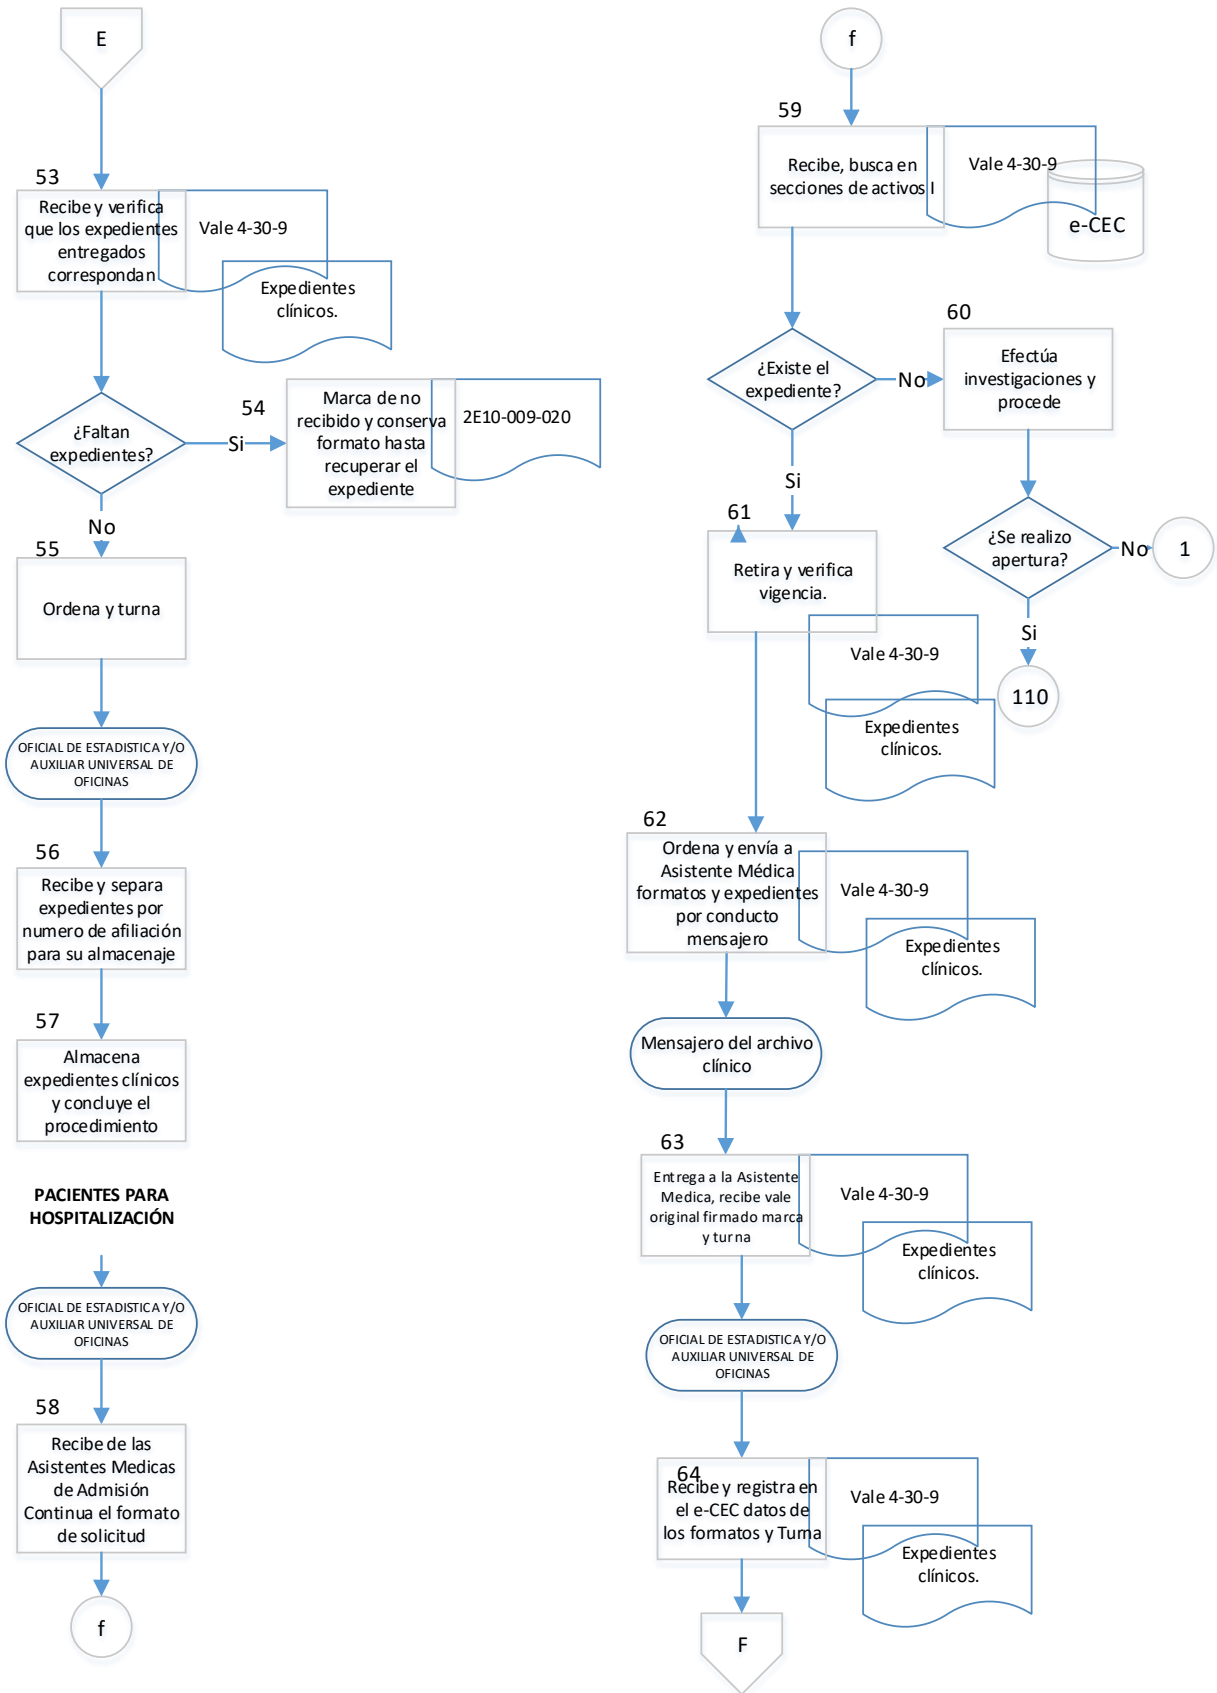 E
53
Recibe y verifica
que los expedientes
entregados
correspondan
Vale 4-30-9
Expedientes
clínicos.
¿Faltan
expedientes?
Si
54
Marca de no
recibido y conserva
formato hasta
recuperar el
expediente
2E10-009-020
No
55
Ordena y turna
OFICIAL DE ESTADISTICA Y/O
AUXILIAR UNIVERSAL DE
OFICINAS
56
Recibe y separa
expedientes por
numero de afiliación
para su almacenaje
57
Almacena
expedientes clínicos
y concluye el
procedimiento
PACIENTES PARA
HOSPITALIZACIÓN
OFICIAL DE ESTADISTICA Y/O
AUXILIAR UNIVERSAL DE
OFICINAS
58
Recibe de las
Asistentes Medicas
de Admisión
Continua el formato
de solicitud
f
f
59
Recibe, busca en
secciones de activos I
Vale 4-30-9
e-CEC
¿Existe el
expediente?
No
60
Efectúa
investigaciones y
procede
¿Se realizo
apertura?
No
1
Si
110
Si
61
Retira y verifica
vigencia.
Vale 4-30-9
Expedientes
clínicos.
62
Ordena y envía a
Asistente Médica
formatos y expedientes
por conducto
mensajero
Vale 4-30-9
Expedientes
clínicos.
Mensajero del archivo
clínico
63
Entrega a la Asistente
Medica, recibe vale
original firmado marca
y turna
Vale 4-30-9
Expedientes
clínicos.
OFICIAL DE ESTADISTICA Y/O
AUXILIAR UNIVERSAL DE
OFICINAS
64
Recibe y registra en
el e-CEC datos de
los formatos y Turna
Vale 4-30-9
Expedientes
clínicos.
F